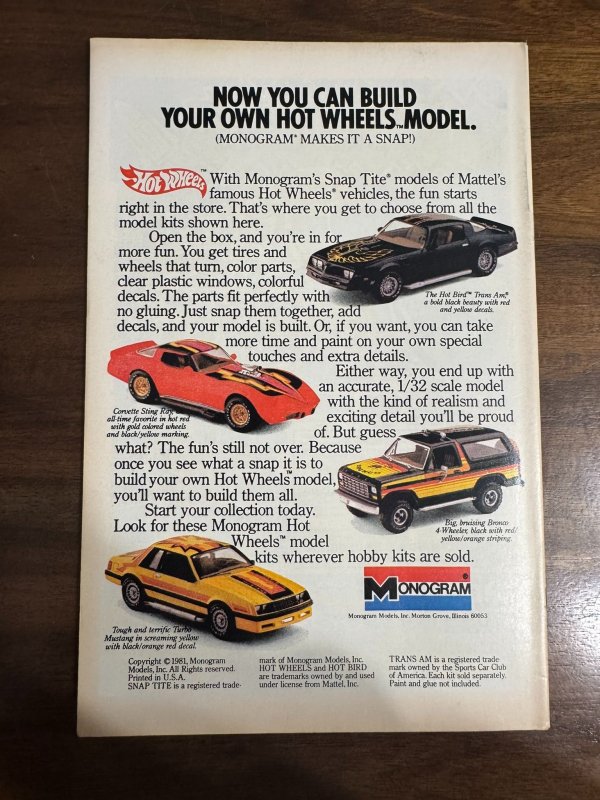 NOW YOU CAN BUILD
YOUR OWN HOT WHEELS™ MODEL.
(MONOGRAM® MAKES IT A SNAP!)
Hot Wheels™ With Monogram's Snap Tite® models of Mattel's
famous Hot Wheels® vehicles, the fun starts
right in the store. That's where you get to choose from all the
model kits shown here.
Open the box, and you're in for
more fun. You get tires and
wheels that turn, color parts,
clear plastic windows, colorful
decals. The parts fit perfectly with
no gluing. Just snap them together, add
decals, and your model is built. Or, if you want, you can take
more time and paint on your own special
touches and extra details.
The Hot Bird™ Trans Am,®
a bold black beauty with red
and yellow decals.
Either way, you end up with
an accurate, 1/32 scale model
with the kind of realism and
exciting detail you'll be proud
of. But guess
Corvette Sting Ray
all-time favorite in hot red
with gold colored wheels
and black/yellow marking.
what? The fun's still not over. Because
once you see what a snap it is to
build your own Hot Wheels™ model,
you'll want to build them all.
Start your collection today.
Look for these Monogram Hot
Wheels™ model
kits wherever hobby kits are sold.
Big, bruising Bronco
4-Wheeler, black with red/
yellow/orange striping.
Tough and terrific Turbo
Mustang in screaming yellow
with black/orange red decal.
MONOGRAM®
Monogram Models, Inc. Morton Grove, Illinois 60053
Copyright © 1981, Monogram
Models, Inc. All Rights reserved.
Printed in U.S.A.
SNAP TITE is a registered trade-
mark of Monogram Models, Inc.
HOT WHEELS and HOT BIRD
are trademarks owned by and used
under license from Mattel, Inc.
TRANS AM is a registered trade
mark owned by the Sports Car Club
of America. Each kit sold separately.
Paint and glue not included.